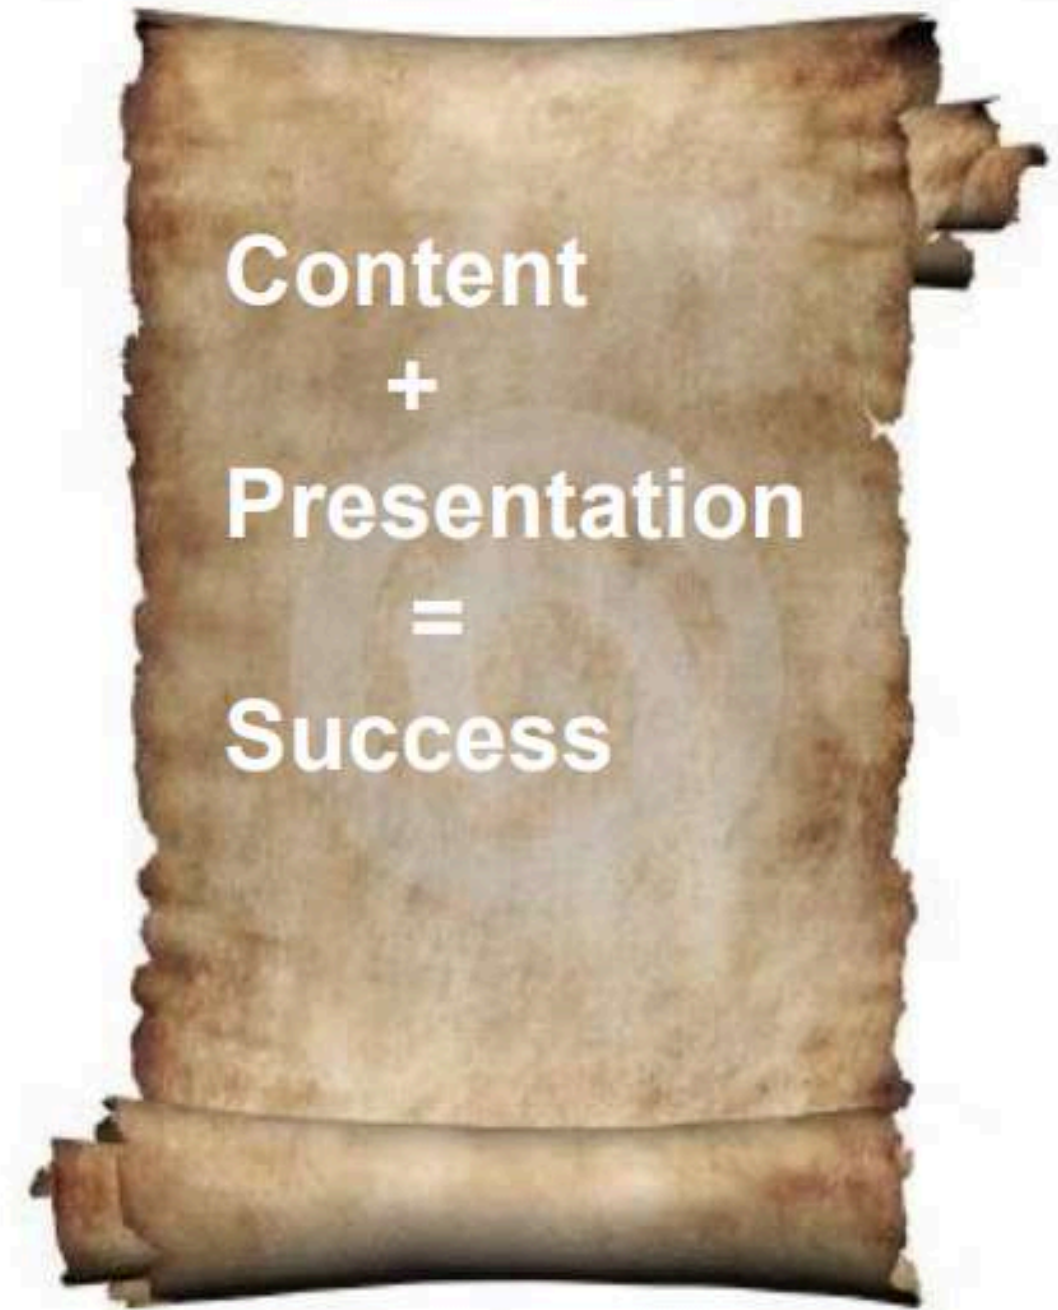 Content
+
Presentation
=
Success